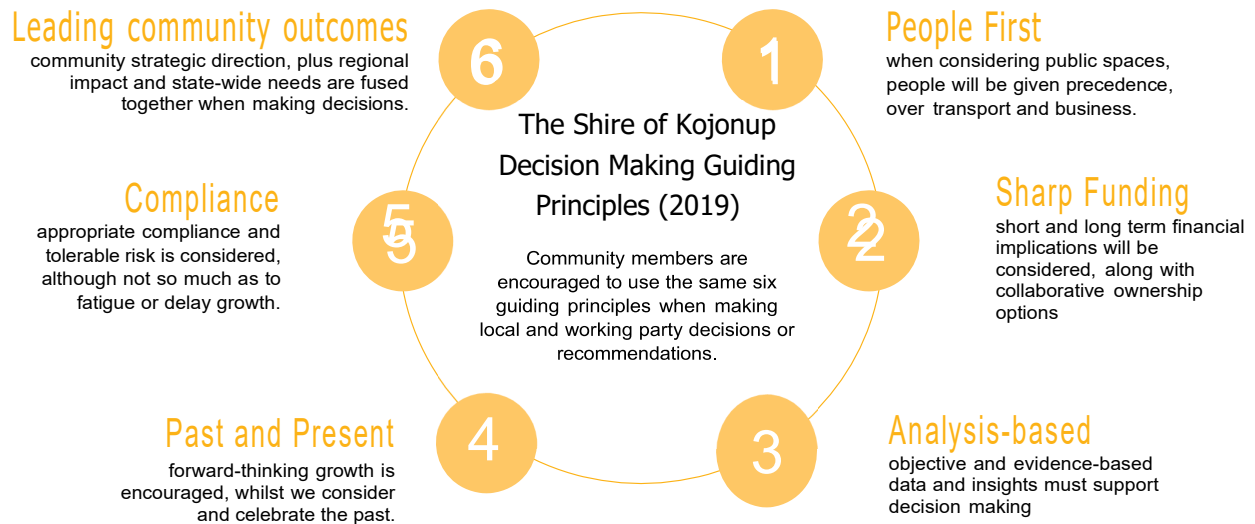 The Shire of Kojonup
Decision Making Guiding
Principles (2019)
Community members are
encouraged to use the same six
guiding principles when making
local and working party decisions or
recommendations.
1
People First
when considering public spaces,
people will be given precedence,
over transport and business.
2
2
Sharp Funding
short and long term financial
implications will be
considered, along with
collaborative ownership
options
3
Analysis-based
objective and evidence-based
data and insights must support
decision making
4
Past and Present
forward-thinking growth is
encouraged, whilst we consider
and celebrate the past.
5
5
Compliance
appropriate compliance and
tolerable risk is considered,
although not so much as to
fatigue or delay growth.
6
Leading community outcomes
community strategic direction, plus regional
impact and state-wide needs are fused
together when making decisions.